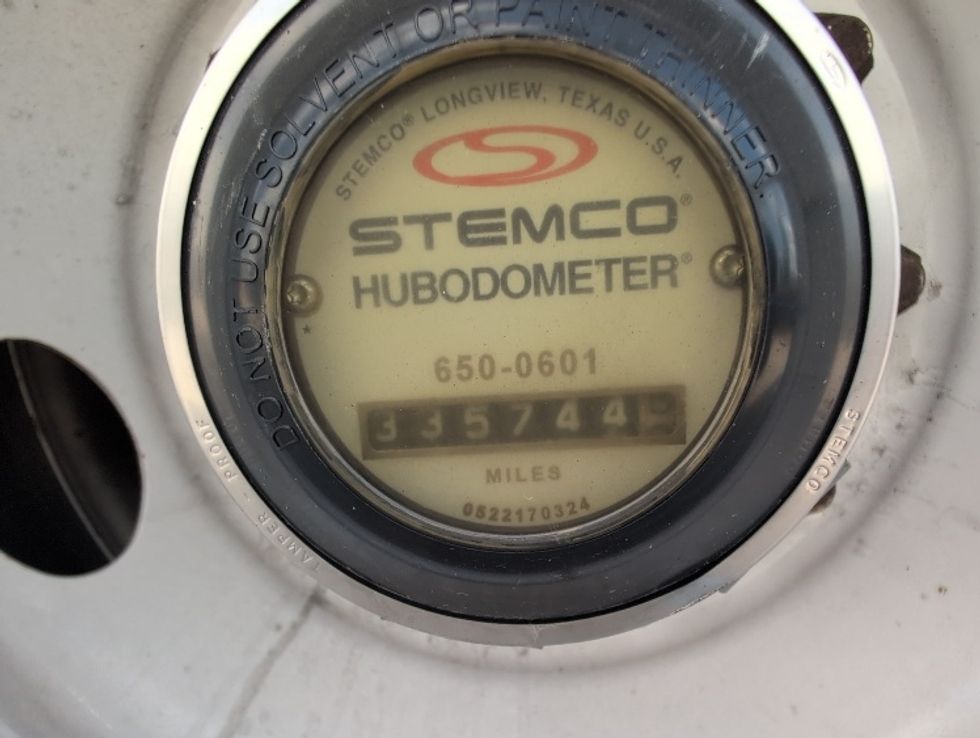 DO NOT USE SOLVENT OR PAINT THINNER.
STEMCO® LONGVIEW, TEXAS U.S.A.
STEMCO®
HUBODOMETER®
*
650-0601
335744
MILES
0522170324
TAMPER - PROOF
STEMCO